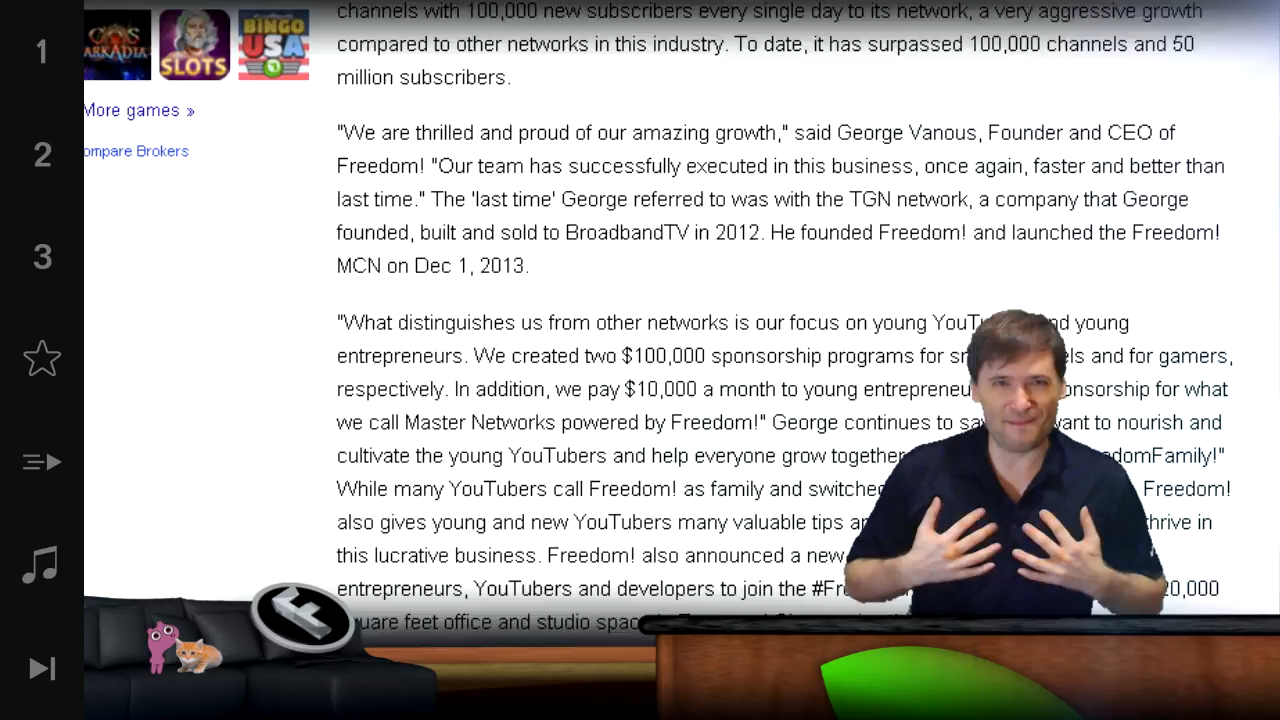 1
2
3
SLOTS
BINGO
USA
More games »
ompare Brokers
channels with 100,000 new subscribers every single day to its network, a very aggressive growth
compared to other networks in this industry. To date, it has surpassed 100,000 channels and 50
million subscribers.
"We are thrilled and proud of our amazing growth," said George Vanous, Founder and CEO of
Freedom! "Our team has successfully executed in this business, once again, faster and better than
last time." The 'last time' George referred to was with the TGN network, a company that George
founded, built and sold to BroadbandTV in 2012. He founded Freedom! and launched the Freedom!
MCN on Dec 1, 2013.
"What distinguishes us from other networks is our focus on young YouTu nd young
entrepreneurs. We created two $100,000 sponsorship programs for sm els and for gamers,
respectively. In addition, we pay $10,000 a month to young entrepreneu onsorship for what
we call Master Networks powered by Freedom!" George continues to sa want to nourish and
cultivate the young YouTubers and help everyone grow together domFamily!"
While many YouTubers call Freedom! as family and switched Freedom!
also gives young and new YouTubers many valuable tips a thrive in
this lucrative business. Freedom! also announced a new
entrepreneurs, YouTubers and developers to join the #Fre 20,000
quare feet office and studio spac